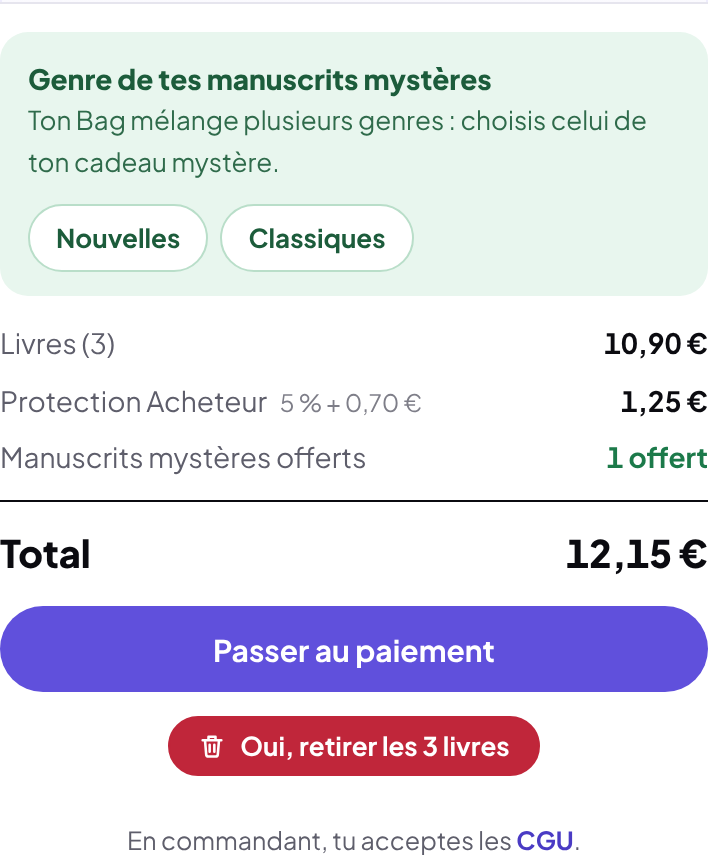 Genre de tes manuscrits mystères
Ton Bag mélange plusieurs genres : choisis celui de
ton cadeau mystère.
Nouvelles
Classiques
Livres (3)
10,90 €
Protection Acheteur 5 % + 0,70 €
1,25 €
Manuscrits mystères offerts
1 offert
Total
12,15 €
Passer au paiement
Oui, retirer les 3 livres
En commandant, tu acceptes les CGU.